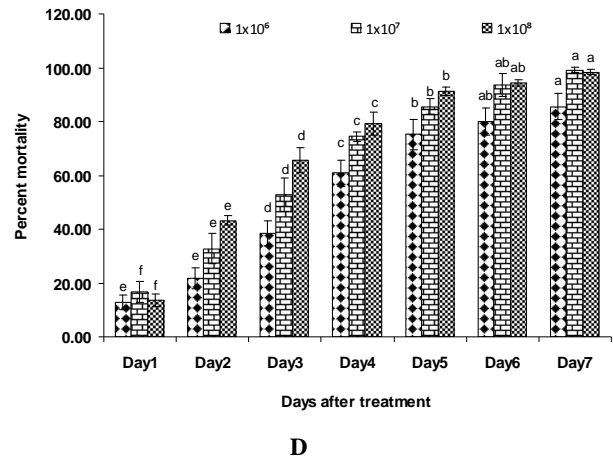 1x10⁶ 1x10⁷ 1x10⁸
Percent mortality
120.00
100.00
80.00
60.00
40.00
20.00
0.00
e f f
e e e
d d d
c c c
b b b
ab ab ab
a a a
Day1 Day2 Day3 Day4 Day5 Day6 Day7
Days after treatment
D